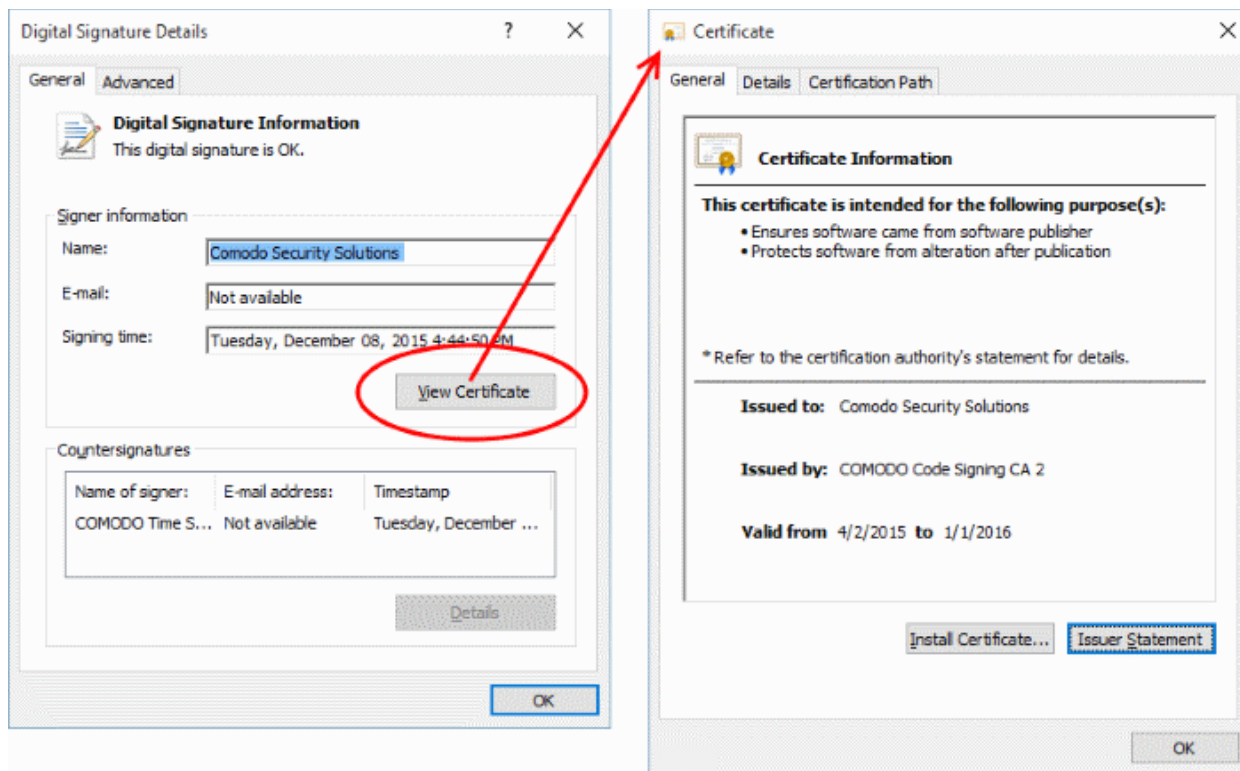 Digital Signature Details
?
General
Advanced
Digital Signature Information
This digital signature is OK.
Signer information
Name:
Comodo Security Solutions
E-mail:
Not available
Signing time:
Tuesday, December 08, 2015 4:44:50 PM
View Certificate
Countersignatures
Name of signer: E-mail address: Timestamp
COMODO Time S... Not available Tuesday, December ...
Details
OK
Certificate
General
Details
Certification Path
Certificate Information
This certificate is intended for the following purpose(s):
• Ensures software came from software publisher
• Protects software from alteration after publication
* Refer to the certification authority's statement for details.
Issued to: Comodo Security Solutions
Issued by: COMODO Code Signing CA 2
Valid from 4/2/2015 to 1/1/2016
Install Certificate...
Issuer Statement
OK